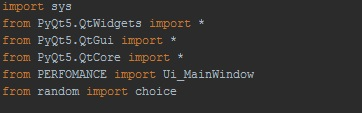 import sys
from PyQt5.QtWidgets import *
from PyQt5.QtGui import *
from PyQt5.QtCore import *
from PERFOMANCE import Ui_MainWindow
from random import choice